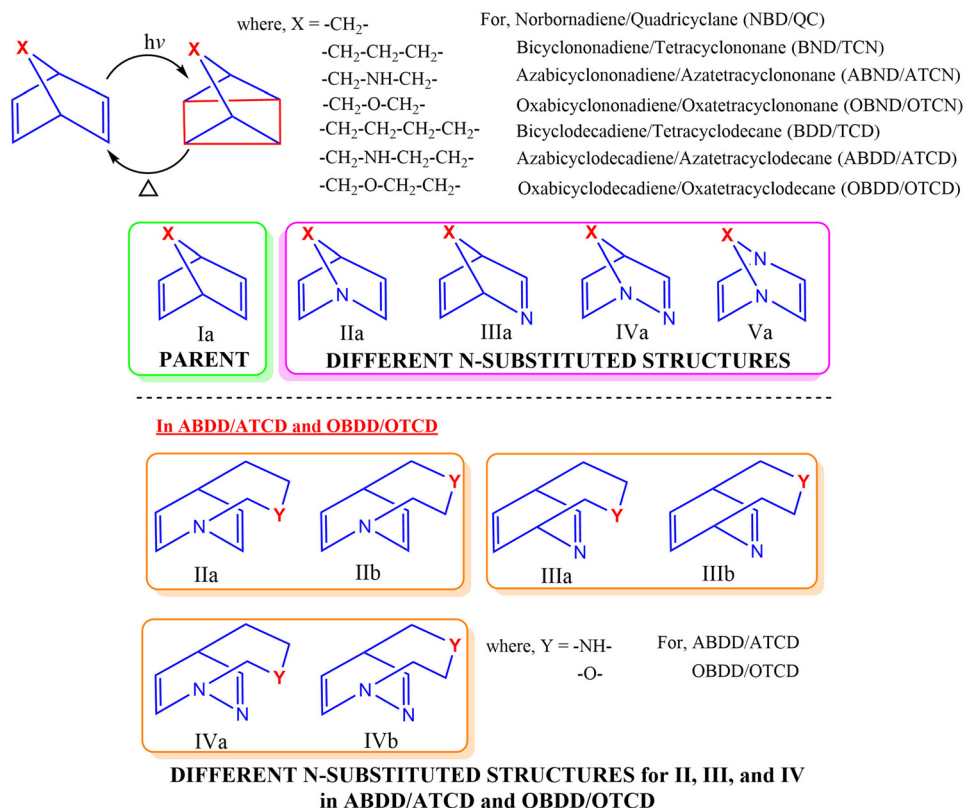 X
hν
X
△
where, X = -CH₂-
For, Norbornadiene/Quadricyclane (NBD/QC)
-CH₂-CH₂-CH₂-
Bicyclononadiene/Tetracyclononane (BND/TCN)
-CH₂-NH-CH₂-
Azabicyclononadiene/Azatetracyclononane (ABND/ATCN)
-CH₂-O-CH₂-
Oxabicyclononadiene/Oxatetracyclononane (OBND/OTCN)
-CH₂-CH₂-CH₂-CH₂-
Bicyclodecadiene/Tetracyclodecane (BDD/TCD)
-CH₂-NH-CH₂-CH₂-
Azabicyclodecadiene/Azatetracyclodecane (ABDD/ATCD)
-CH₂-O-CH₂-CH₂-
Oxabicyclodecadiene/Oxatetracyclodecane (OBDD/OTCD)
X
Ia
PARENT
X
N
IIa
X
N
IIIa
X
N
N
IVa
X
N
N
Va
DIFFERENT N-SUBSTITUTED STRUCTURES
In ABDD/ATCD and OBDD/OTCD
N
Y
IIa
N
Y
IIb
Y
N
IIIa
Y
N
IIIb
N
Y
N
IVa
N
Y
N
IVb
where, Y = -NH-
For, ABDD/ATCD
-O-
OBDD/OTCD
DIFFERENT N-SUBSTITUTED STRUCTURES for II, III, and IV
in ABDD/ATCD and OBDD/OTCD